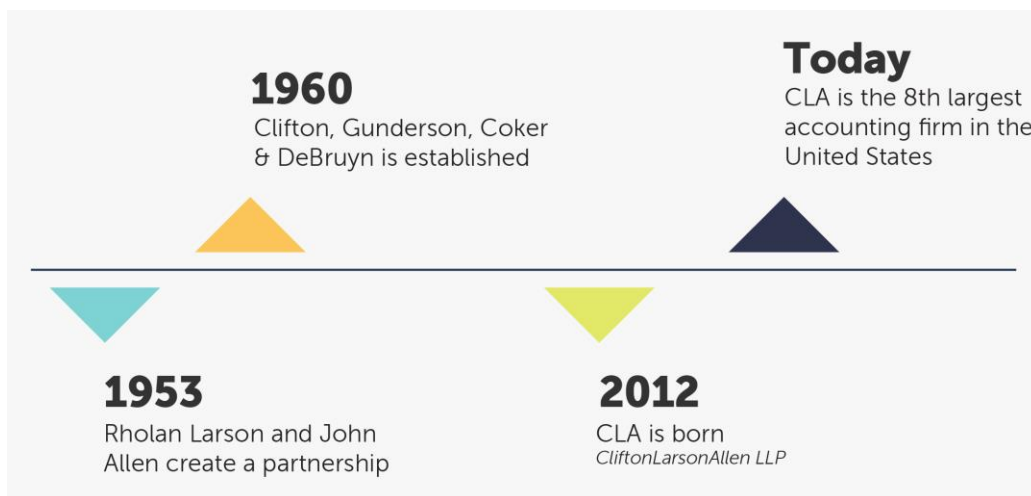 1960
Clifton, Gunderson, Coker
& DeBruyn is established
Today
CLA is the 8th largest
accounting firm in the
United States
1953
Rholan Larson and John
Allen create a partnership
2012
CLA is born
CliftonLarsonAllen LLP